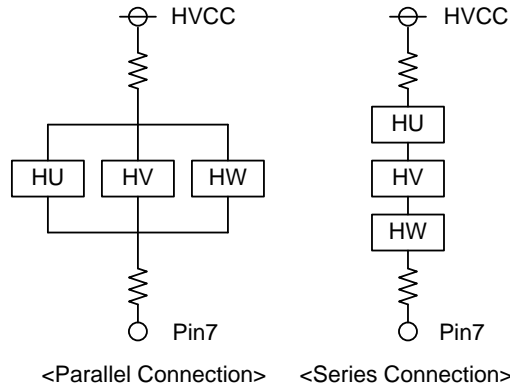 HVCC HVCC
HU
HU HV HW HV
HW
Pin7 Pin7
<Parallel Connection> <Series Connection>